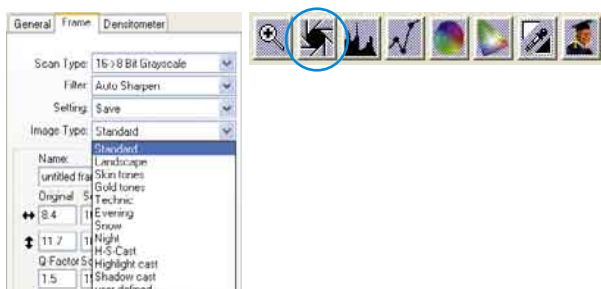 General Frame Densitometer
Scan Type: 16->8 Bit Grayscale
Filter: Auto Sharpen
Setting: Save
Image Type: Standard
Standard
Landscape
Skin tones
Gold tones
Technic
Evening
Snow
Night
H-S-Cast
Highlight cast
Shadow cast
user defined
Name:
untitled fra
Original
8.4
11.7
Q-Factor
1.5